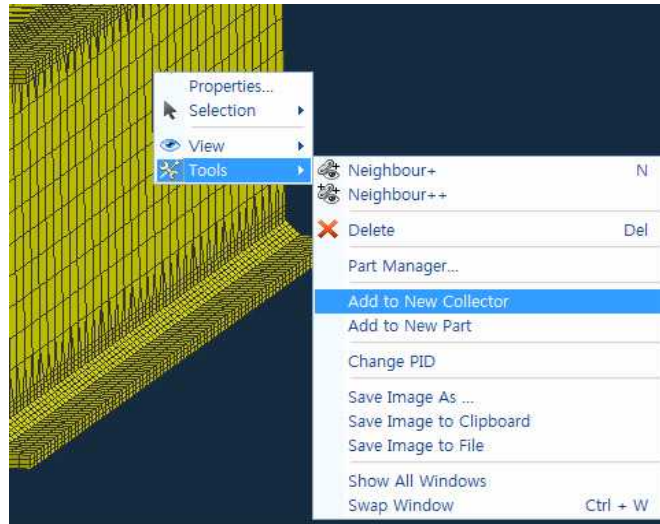 Properties...
Selection
View
Tools
Neighbour+ N
Neighbour++
Delete Del
Part Manager...
Add to New Collector
Add to New Part
Change PID
Save Image As ...
Save Image to Clipboard
Save Image to File
Show All Windows
Swap Window Ctrl + W